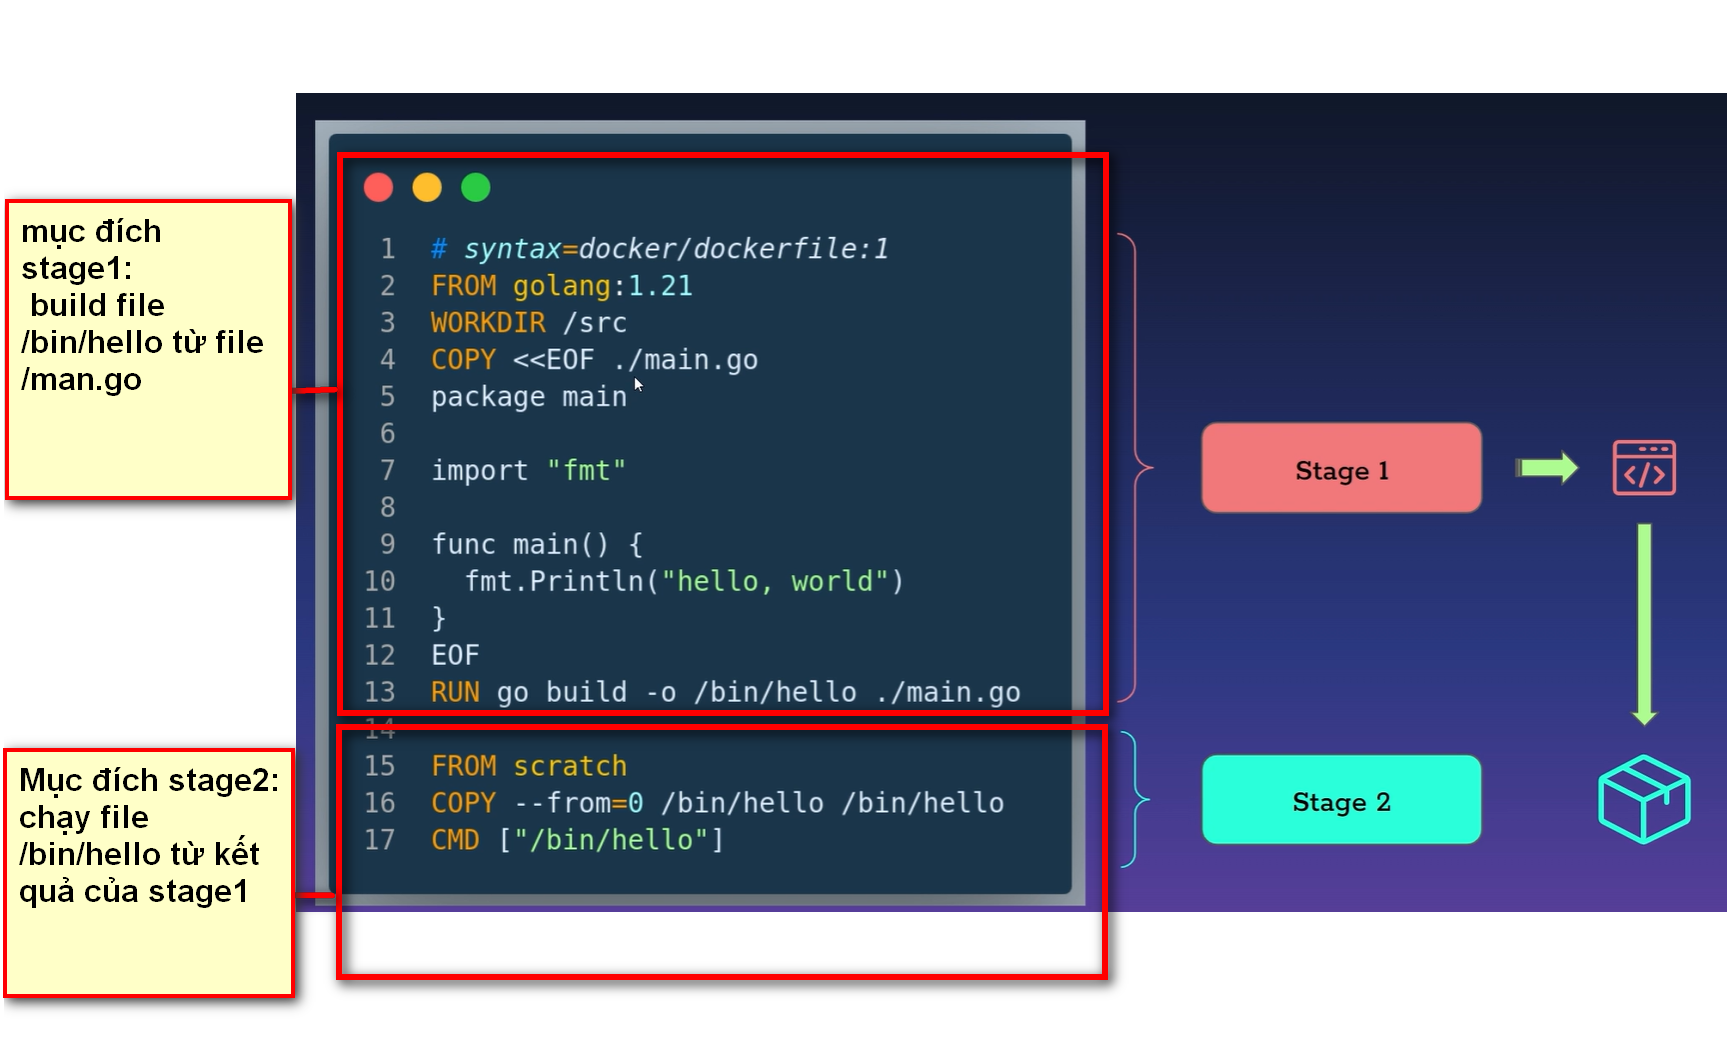 mục đích
stage1:
build file
/bin/hello từ file
/man.go
1 # syntax=docker/dockerfile:1
2 FROM golang:1.21
3 WORKDIR /src
4 COPY <<EOF ./main.go
5 package main
6
7 import "fmt"
8
9 func main() {
10   fmt.Println("hello, world")
11 }
12 EOF
13 RUN go build -o /bin/hello ./main.go
14
15 FROM scratch
16 COPY --from=0 /bin/hello /bin/hello
17 CMD ["/bin/hello"]
Stage 1
Mục đích stage2:
chạy file
/bin/hello từ kết
quả của stage1
Stage 2